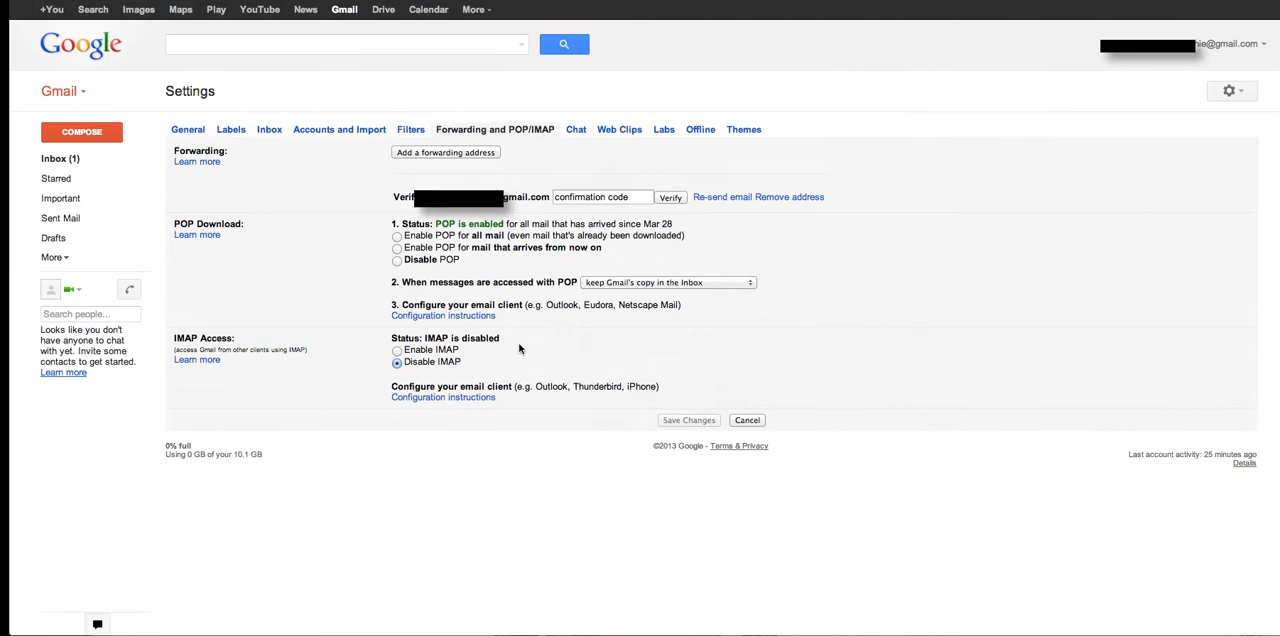 +You Search Images Maps Play YouTube News Gmail Drive Calendar More
Google
nie@gmail.com
Gmail
Settings
COMPOSE
Inbox (1)
Starred
Important
Sent Mail
Drafts
More
Search people...
Looks like you don't
have anyone to chat
with yet. Invite some
contacts to get started.
Learn more
General Labels Inbox Accounts and Import Filters Forwarding and POP/IMAP Chat Web Clips Labs Offline Themes
Forwarding:
Learn more
Add a forwarding address
Verif gmail.com confirmation code Verify Re-send email Remove address
POP Download:
Learn more
1. Status: POP is enabled for all mail that has arrived since Mar 28
Enable POP for all mail (even mail that's already been downloaded)
Enable POP for mail that arrives from now on
Disable POP
2. When messages are accessed with POP keep Gmail's copy in the Inbox
3. Configure your email client (e.g. Outlook, Eudora, Netscape Mail)
Configuration instructions
IMAP Access:
(access Gmail from other clients using IMAP)
Learn more
Status: IMAP is disabled
Enable IMAP
Disable IMAP
Configure your email client (e.g. Outlook, Thunderbird, iPhone)
Configuration instructions
Save Changes Cancel
0% full
Using 0 GB of your 10.1 GB
©2013 Google - Terms & Privacy
Last account activity: 25 minutes ago
Details